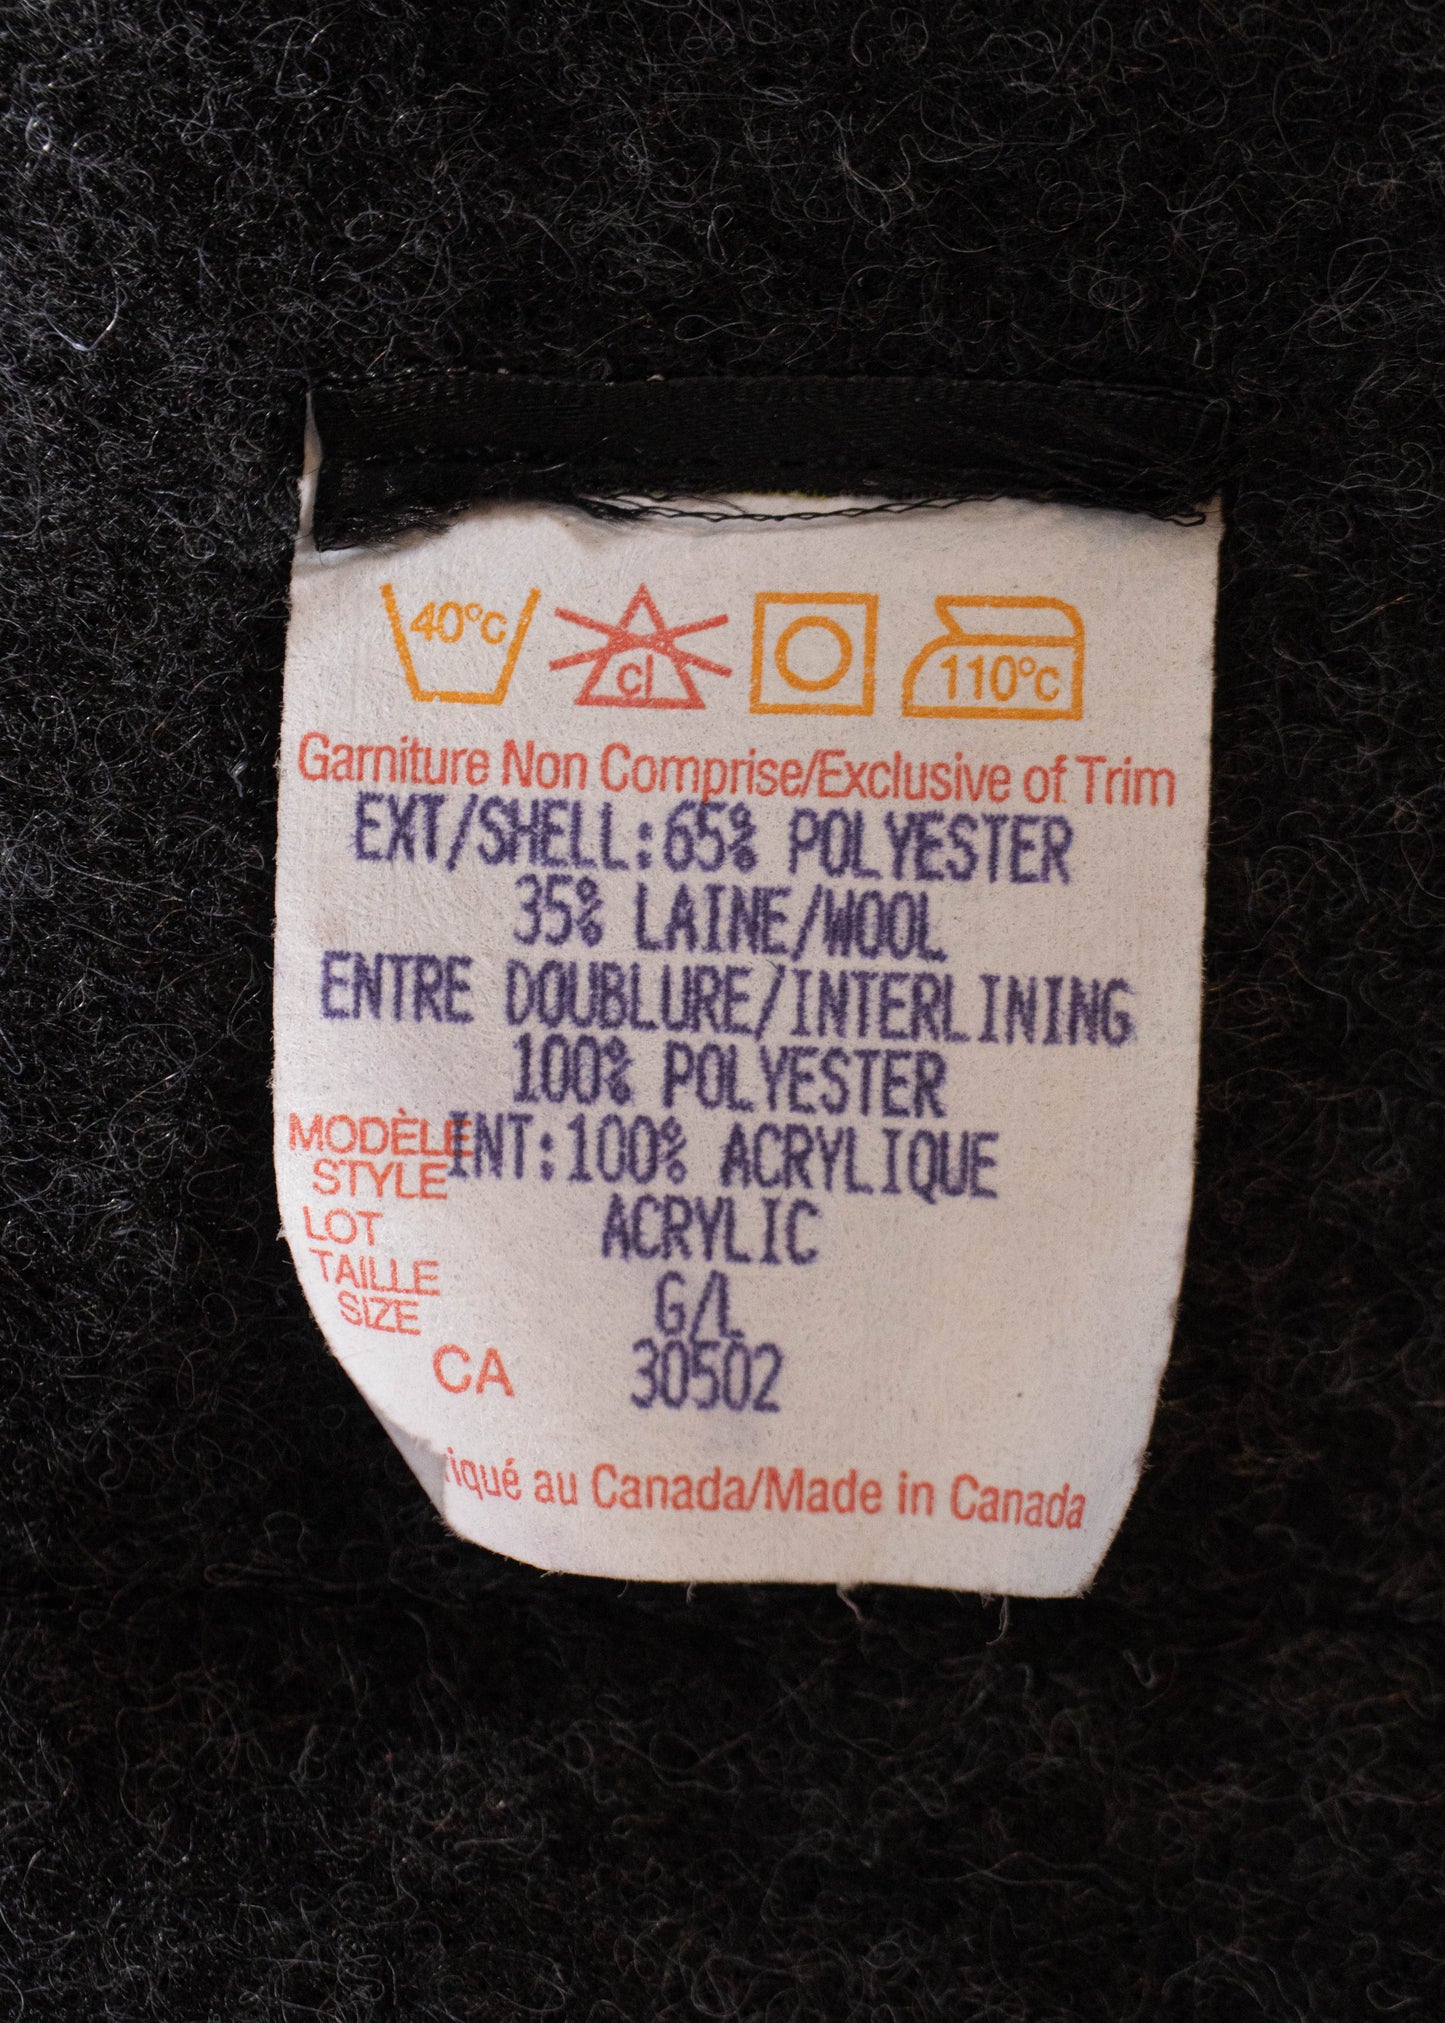 40°C cl 110°C
Garniture Non Comprise/Exclusive of Trim
EXT/SHELL:65% POLYESTER
35% LAINE/WOOL
ENTRE DOUBLURE/INTERLINING
100% POLYESTER
MODÈLE
INT:100% ACRYLIQUE
STYLE
ACRYLIC
LOT
TAILLE
G/L
SIZE
CA 30502
riqué au Canada/Made in Canada